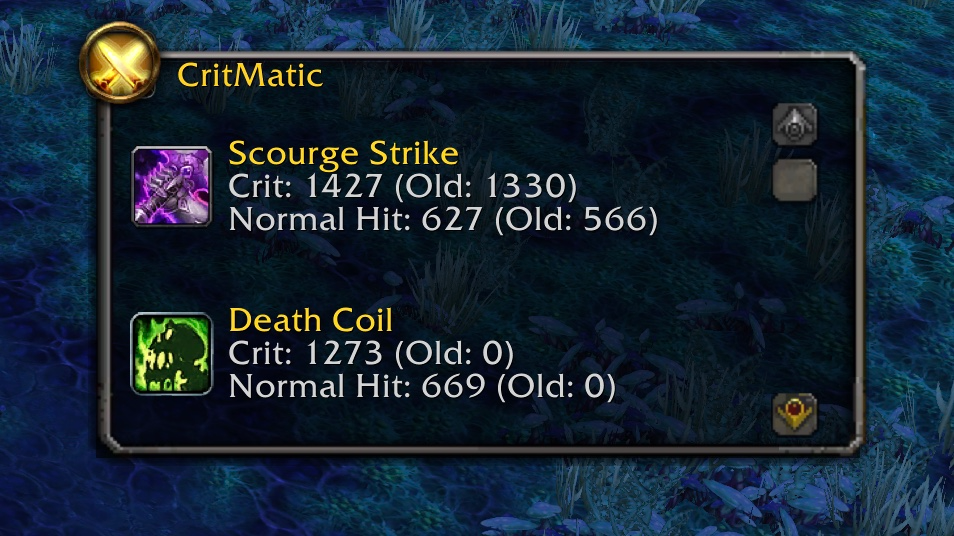 CritMatic
Scourge Strike
Crit: 1427 (Old: 1330)
Normal Hit: 627 (Old: 566)
Death Coil
Crit: 1273 (Old: 0)
Normal Hit: 669 (Old: 0)